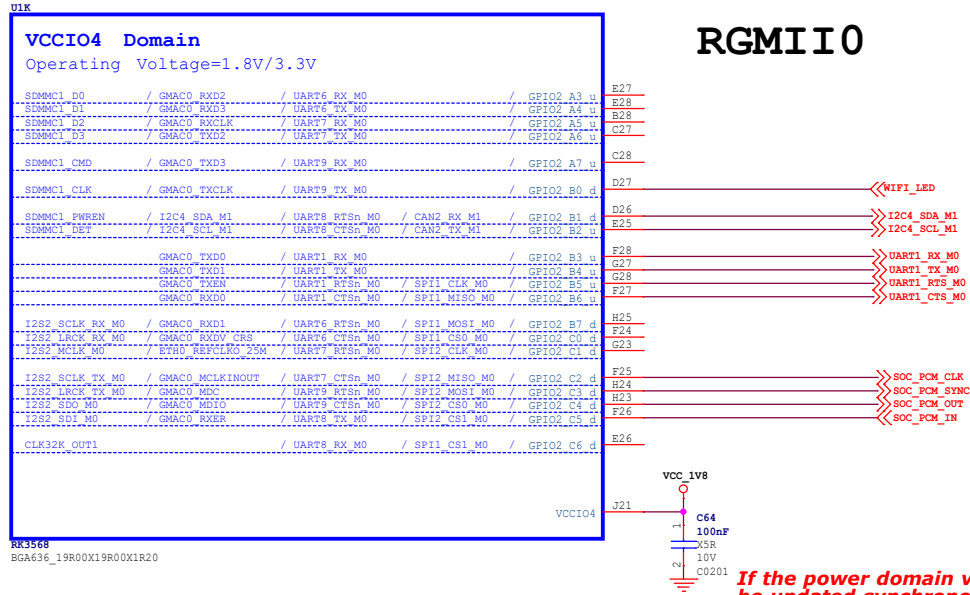 U1K
VCCIO4 Domain
Operating Voltage=1.8V/3.3V
RGMII0
SDMMC1_D0 / GMAC0_RXD2 / UART6_RX_M0 / GPIO2_A3_u E27
SDMMC1_D1 / GMAC0_RXD3 / UART6_TX_M0 / GPIO2_A4_u E28
SDMMC1_D2 / GMAC0_RXCLK / UART7_RX_M0 / GPIO2_A5_u B28
SDMMC1_D3 / GMAC0_TXD2 / UART7_TX_M0 / GPIO2_A6_u C27
SDMMC1_CMD / GMAC0_TXD3 / UART9_RX_M0 / GPIO2_A7_u C28
SDMMC1_CLK / GMAC0_TXCLK / UART9_TX_M0 / GPIO2_B0_d D27 WIFI_LED
SDMMC1_PWREN / I2C4_SDA_M1 / UART8_RTSn_M0 / CAN2_RX_M1 / GPIO2_B1_d D26 I2C4_SDA_M1
SDMMC1_DET / I2C4_SCL_M1 / UART8_CTSn_M0 / CAN2_TX_M1 / GPIO2_B2_u E25 I2C4_SCL_M1
GMAC0_TXD0 / UART1_RX_M0 / GPIO2_B3_u F28 UART1_RX_M0
GMAC0_TXD1 / UART1_TX_M0 / GPIO2_B4_u G27 UART1_TX_M0
GMAC0_TXEN / UART1_RTSn_M0 / SPI1_CLK_M0 / GPIO2_B5_u G28 UART1_RTS_M0
GMAC0_RXD0 / UART1_CTSn_M0 / SPI1_MISO_M0 / GPIO2_B6_u F27 UART1_CTS_M0
I2S2_SCLK_RX_M0 / GMAC0_RXD1 / UART6_RTSn_M0 / SPI1_MOSI_M0 / GPIO2_B7_d H25
I2S2_LRCK_RX_M0 / GMAC0_RXDV_CRS / UART6_CTSn_M0 / SPI1_CS0_M0 / GPIO2_C0_d F24
I2S2_MCLK_M0 / ETH0_REFCLKO_25M / UART7_RTSn_M0 / SPI2_CLK_M0 / GPIO2_C1_d G23
I2S2_SCLK_TX_M0 / GMAC0_MCLKINOUT / UART7_CTSn_M0 / SPI2_MISO_M0 / GPIO2_C2_d F25 SOC_PCM_CLK
I2S2_LRCK_TX_M0 / GMAC0_MDC / UART9_RTSn_M0 / SPI2_MOSI_M0 / GPIO2_C3_d H24 SOC_PCM_SYNC
I2S2_SDO_M0 / GMAC0_MDIO / UART9_CTSn_M0 / SPI2_CS0_M0 / GPIO2_C4_d H23 SOC_PCM_OUT
I2S2_SDI_M0 / GMAC0_RXER / UART8_TX_M0 / SPI2_CS1_M0 / GPIO2_C5_d F26 SOC_PCM_IN
CLK32K_OUT1 / UART8_RX_M0 / SPI1_CS1_M0 / GPIO2_C6_d E26
VCC_1V8
VCCIO4 J21
1
C64
100nF
X5R
10V
C0201
2
RK3568
BGA636_19R00X19R00X1R20
If the power domain